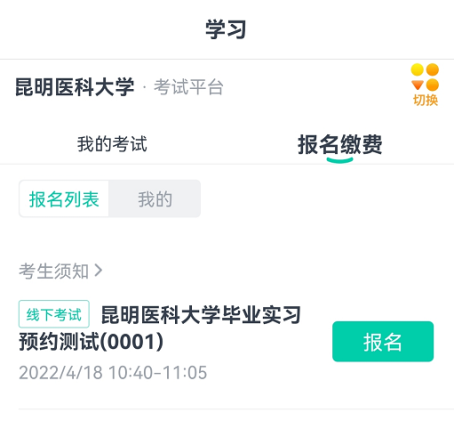 学习
昆明医科大学 · 考试平台
切换
我的考试 报名缴费
报名列表 我的
考生须知 >
线下考试 昆明医科大学毕业实习
预约测试(0001)
报名
2022/4/18 10:40-11:05